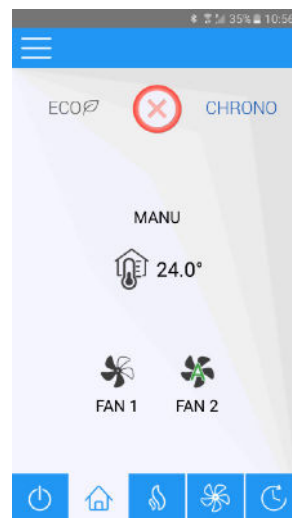 35% 10:56
ECO CHRONO
MANU
24.0°
FAN 1 FAN 2
A